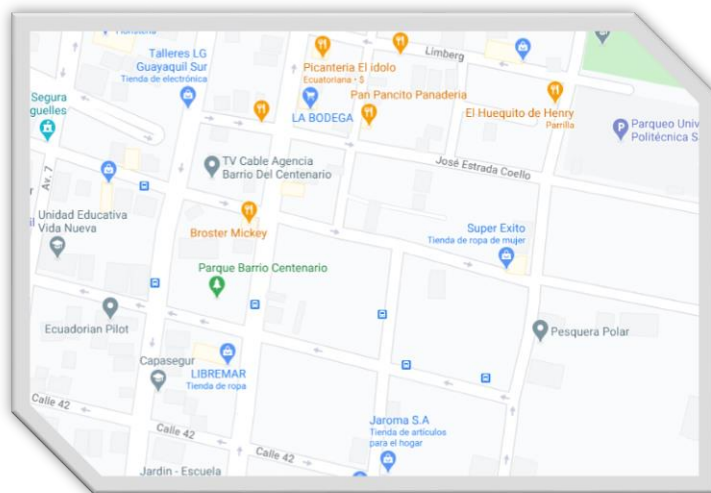 Limberg
Talleres LG
Guayaquil Sur
Tienda de electrónica
Picanteria El idolo
Ecuatoriana • $
LA BODEGA
Pan Pancito Panaderia
El Huequito de Henry
Parrilla
Parqueo Univ
Politécnica S
Segura
guelles
Av. 7
TV Cable Agencia
Barrio Del Centenario
José Estrada Coello
Unidad Educativa
Vida Nueva
Broster Mickey
Super Exito
Tienda de ropa de mujer
Parque Barrio Centenario
Ecuadorian Pilot
Pesquera Polar
Capasegur
LIBREMAR
Tienda de ropa
Calle 42
Calle 42
Calle 42
Jaroma S.A
Tienda de artículos
para el hogar
Jardin - Escuela